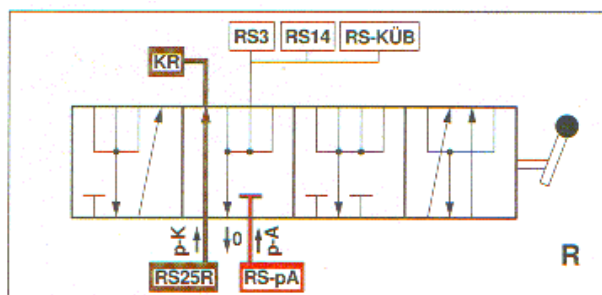 RS3 RS14 RS-KÜB
KR
p-K 0 p-A
RS25R RS-pA
R